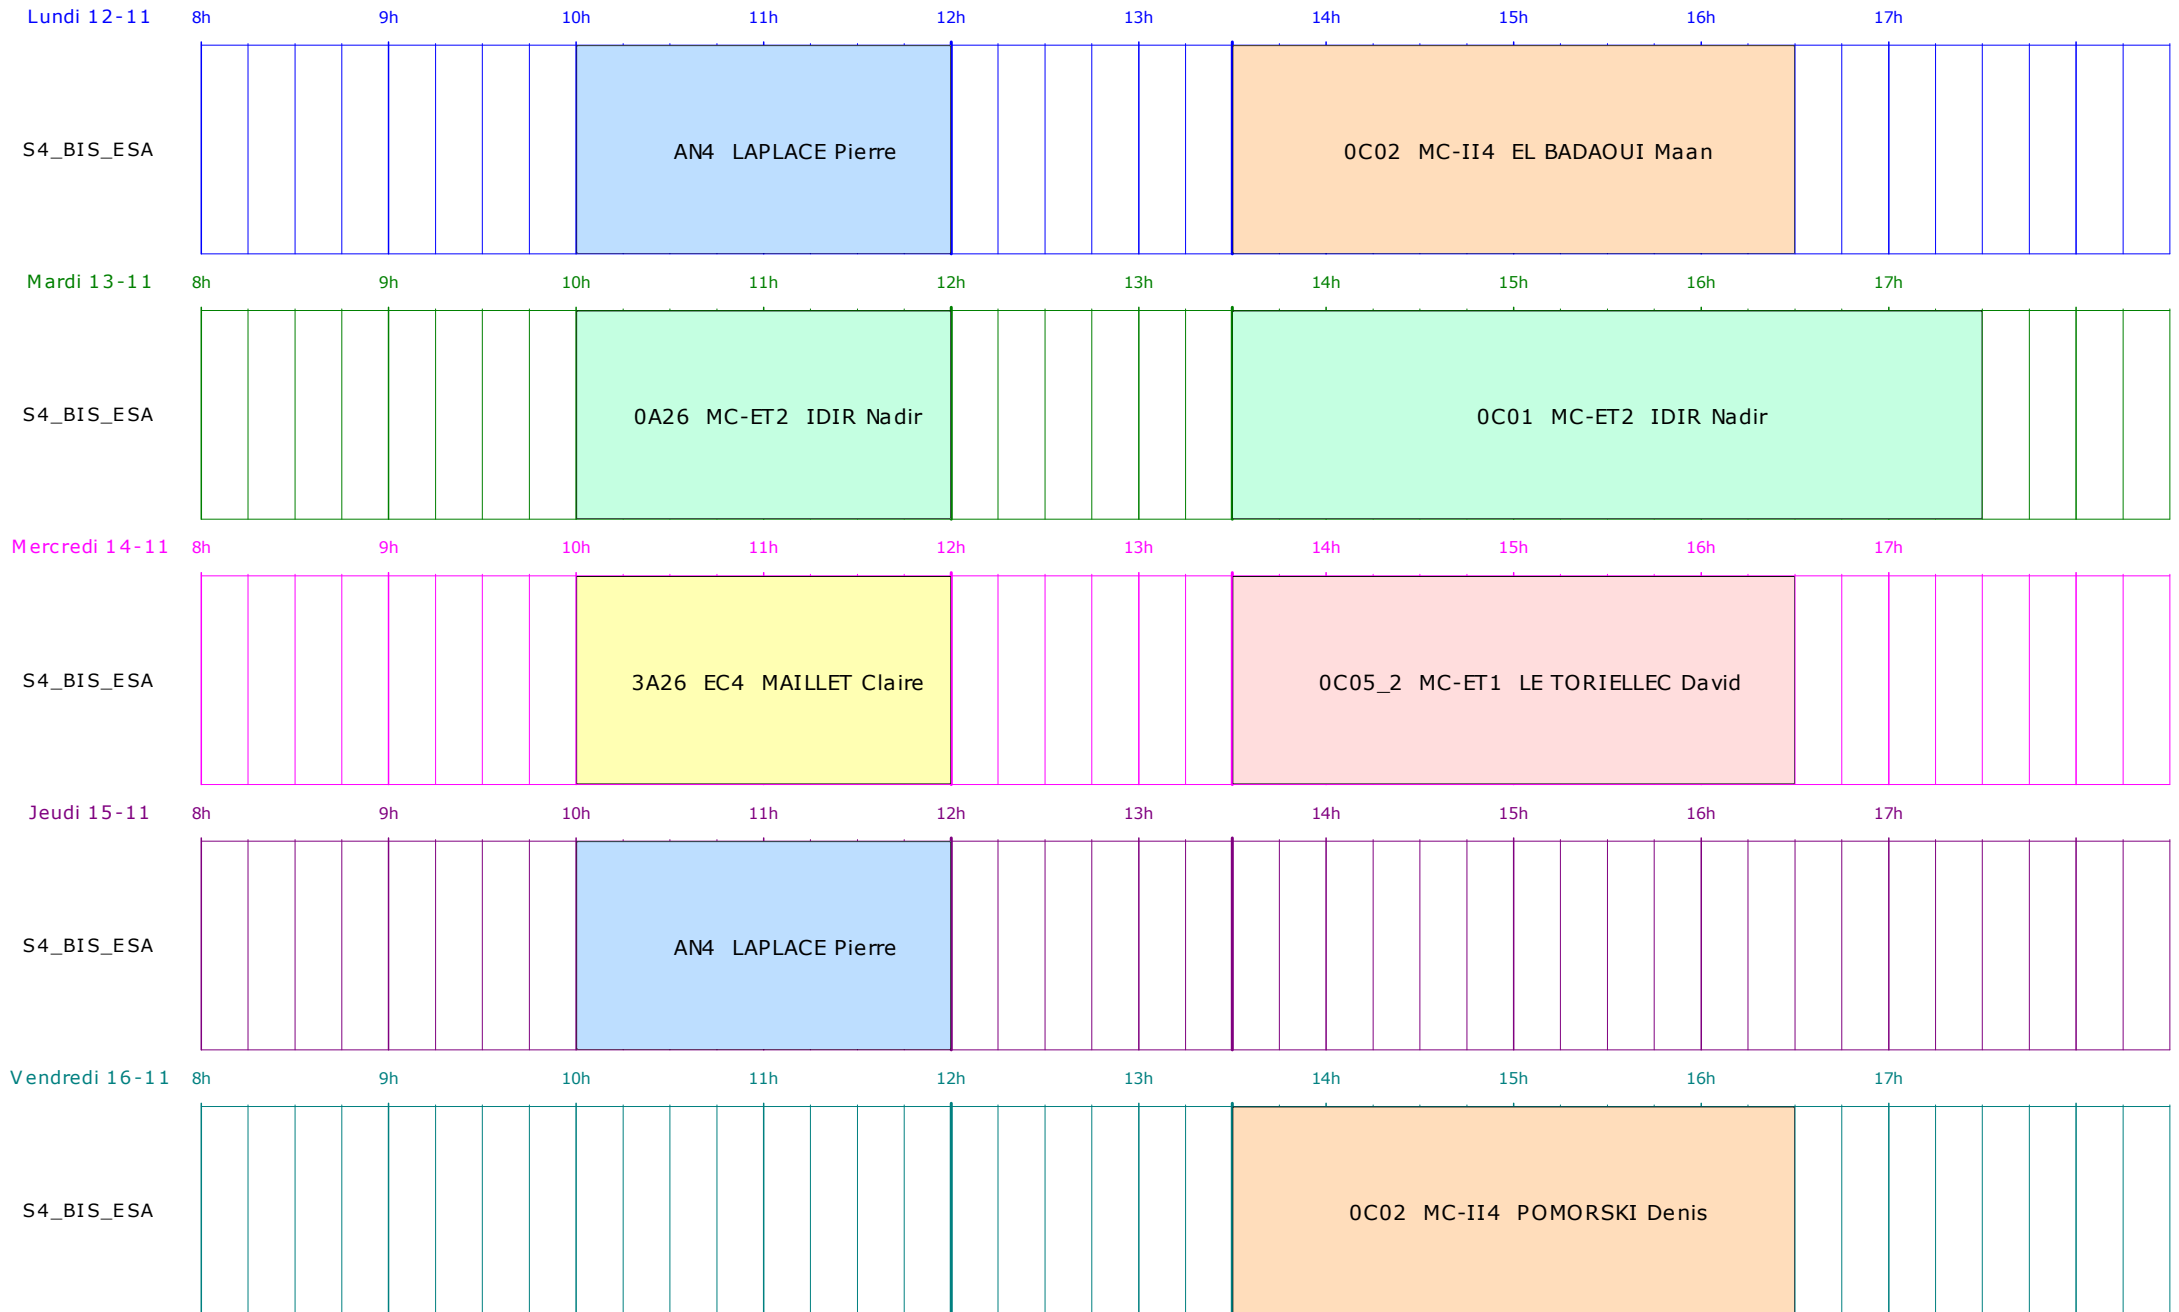 Lundi 12-11 8h 9h 10h 11h 12h 13h 14h 15h 16h 17h
S4_BIS_ESA AN4 LAPLACE Pierre 0C02 MC-II4 EL BADAOUI Maan
Mardi 13-11 8h 9h 10h 11h 12h 13h 14h 15h 16h 17h
S4_BIS_ESA 0A26 MC-ET2 IDIR Nadir 0C01 MC-ET2 IDIR Nadir
Mercredi 14-11 8h 9h 10h 11h 12h 13h 14h 15h 16h 17h
S4_BIS_ESA 3A26 EC4 MAILLET Claire 0C05_2 MC-ET1 LE TORIELLEC David
Jeudi 15-11 8h 9h 10h 11h 12h 13h 14h 15h 16h 17h
S4_BIS_ESA AN4 LAPLACE Pierre
Vendredi 16-11 8h 9h 10h 11h 12h 13h 14h 15h 16h 17h
S4_BIS_ESA 0C02 MC-II4 POMORSKI Denis